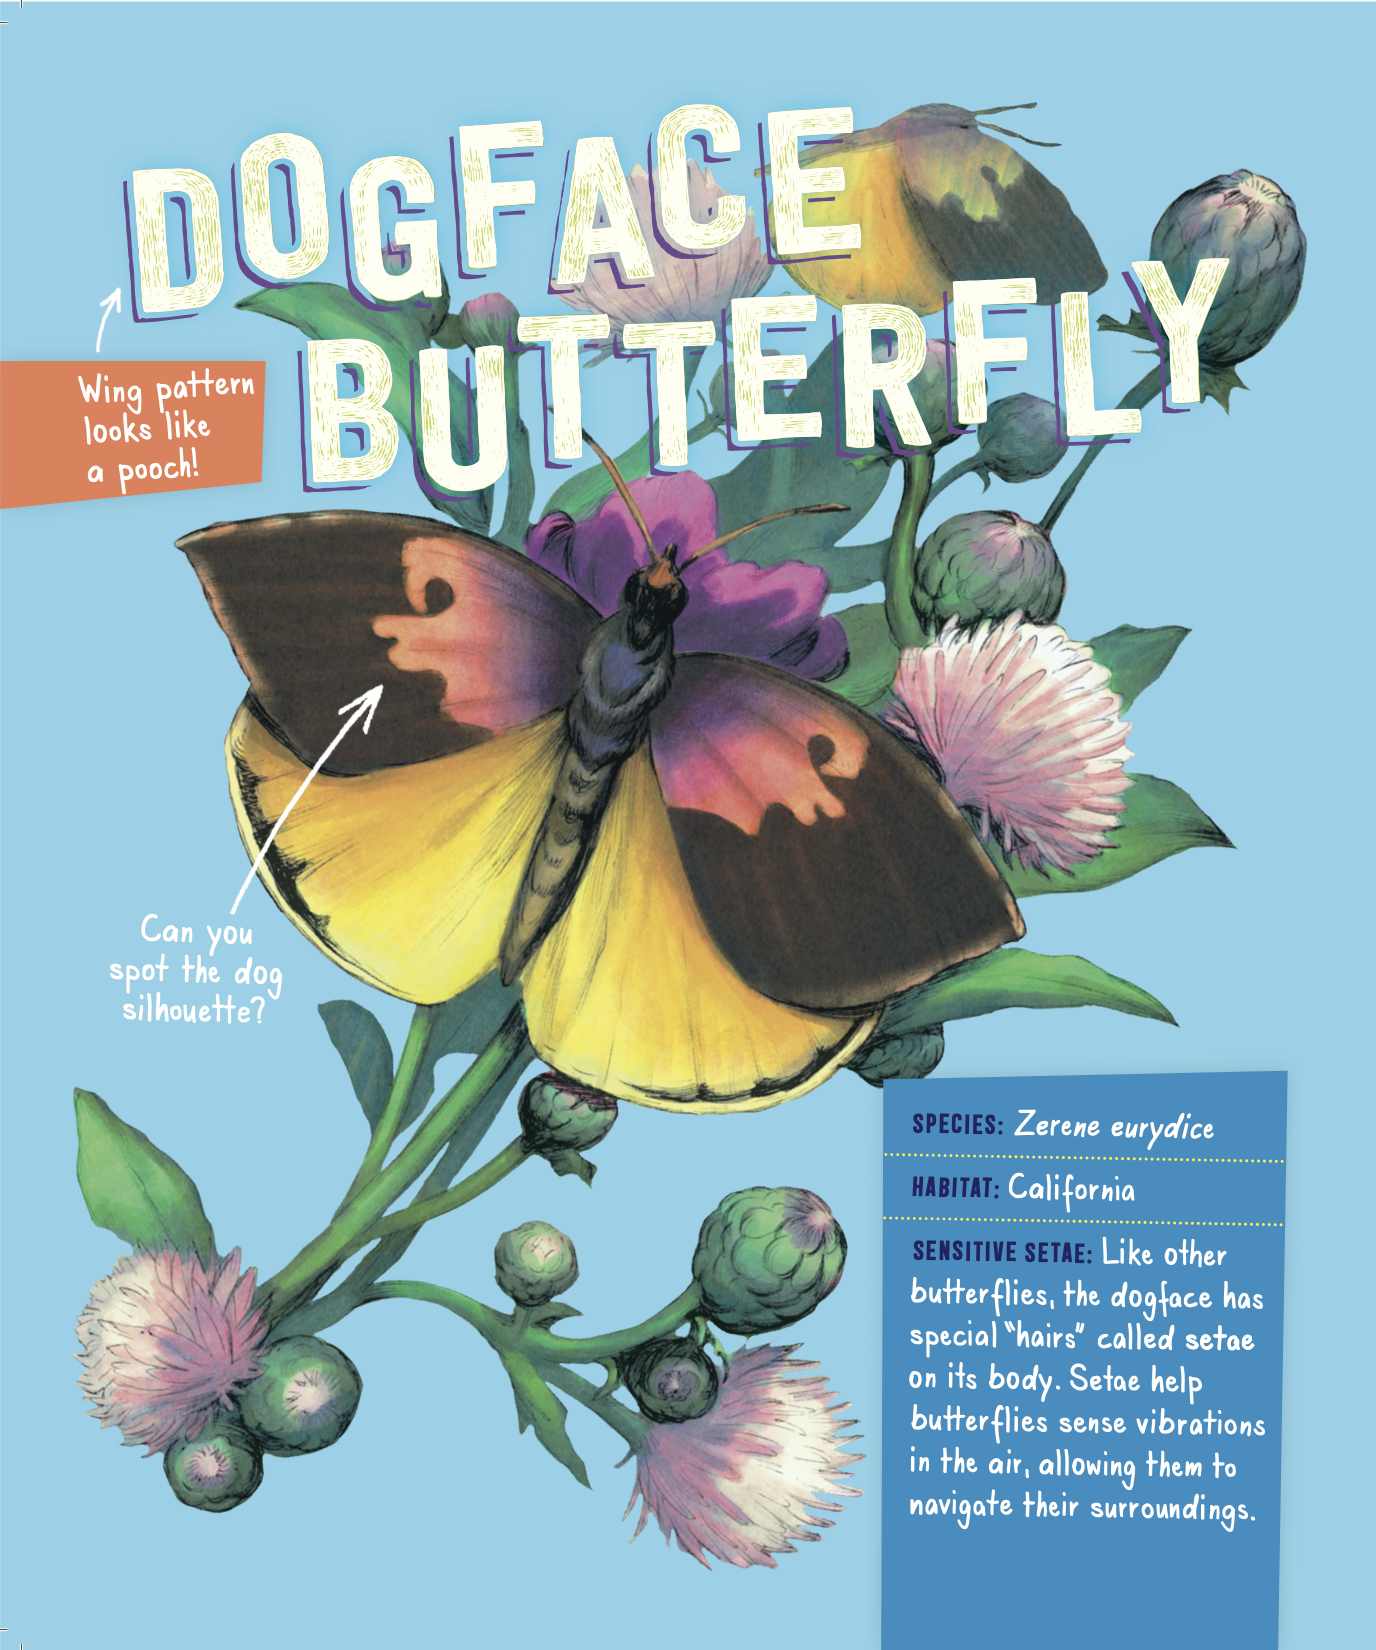 DOGFACE
BUTTERFLY
Wing pattern
looks like
a pooch!
Can you
spot the dog
silhouette?
SPECIES: Zerene eurydice
HABITAT: California
SENSITIVE SETAE: Like other
butterflies, the dogface has
special "hairs" called setae
on its body. Setae help
butterflies sense vibrations
in the air, allowing them to
navigate their surroundings.